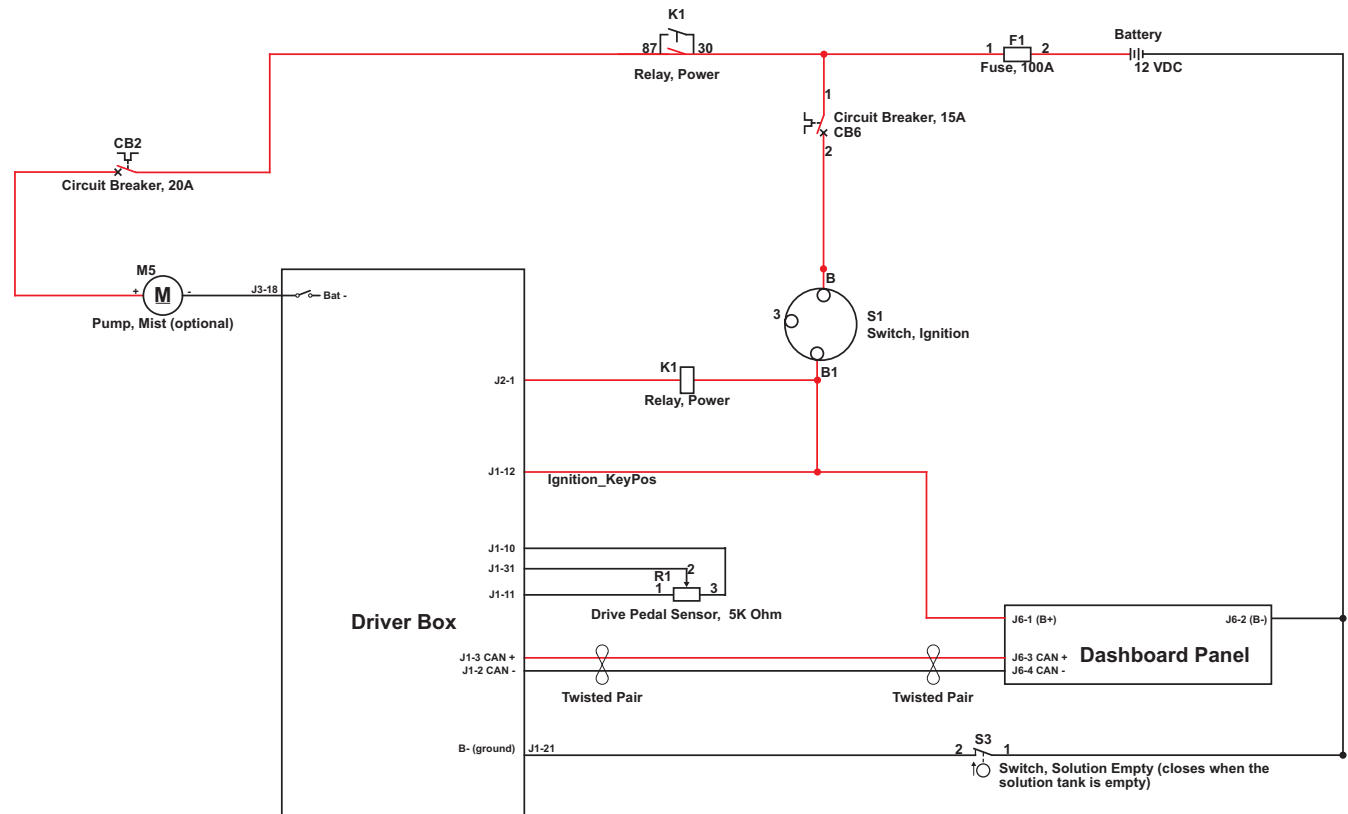 K1
87
30
Relay, Power
1
F1
2
Fuse, 100A
Battery
12 VDC
1
Circuit Breaker, 15A
CB6
2
CB2
Circuit Breaker, 20A
M5
+
M
-
J3-18
Bat -
Pump, Mist (optional)
B
3
S1
Switch, Ignition
B1
J2-1
K1
Relay, Power
J1-12
Ignition_KeyPos
J1-10
J1-31
R1
2
J1-11
1
3
Drive Pedal Sensor, 5K Ohm
Driver Box
J6-1 (B+)
J6-2 (B-)
J1-3 CAN +
J1-2 CAN -
Twisted Pair
Twisted Pair
J6-3 CAN +
J6-4 CAN -
Dashboard Panel
B- (ground)
J1-21
2
S3
1
Switch, Solution Empty (closes when the
solution tank is empty)